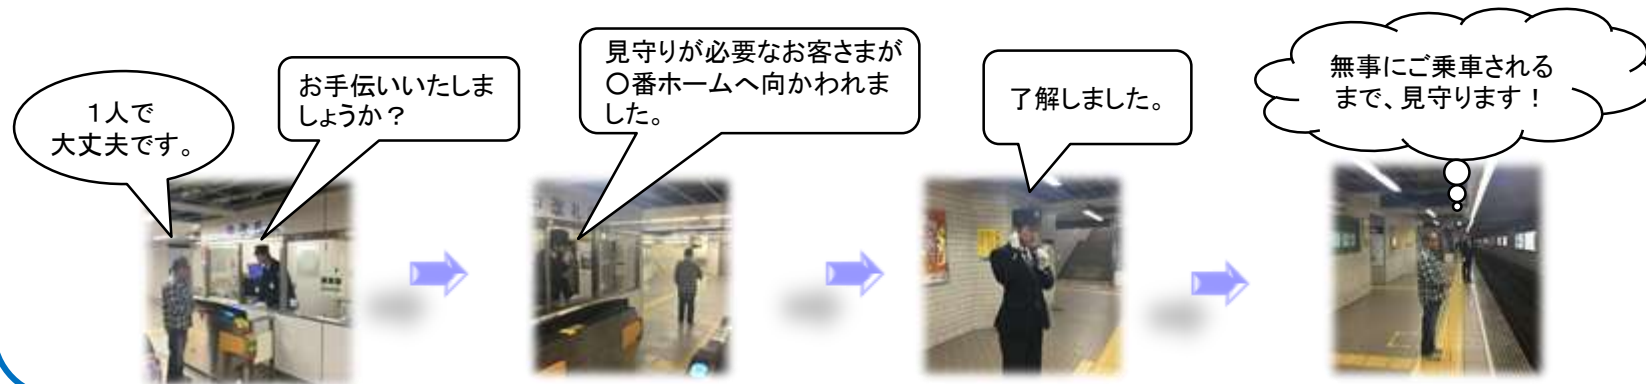 １人で
大丈夫です。
お手伝いいたしま
しょうか？
見守りが必要なお客さまが
〇番ホームへ向かわれま
した。
了解しました。
無事にご乗車される
まで、見守ります！